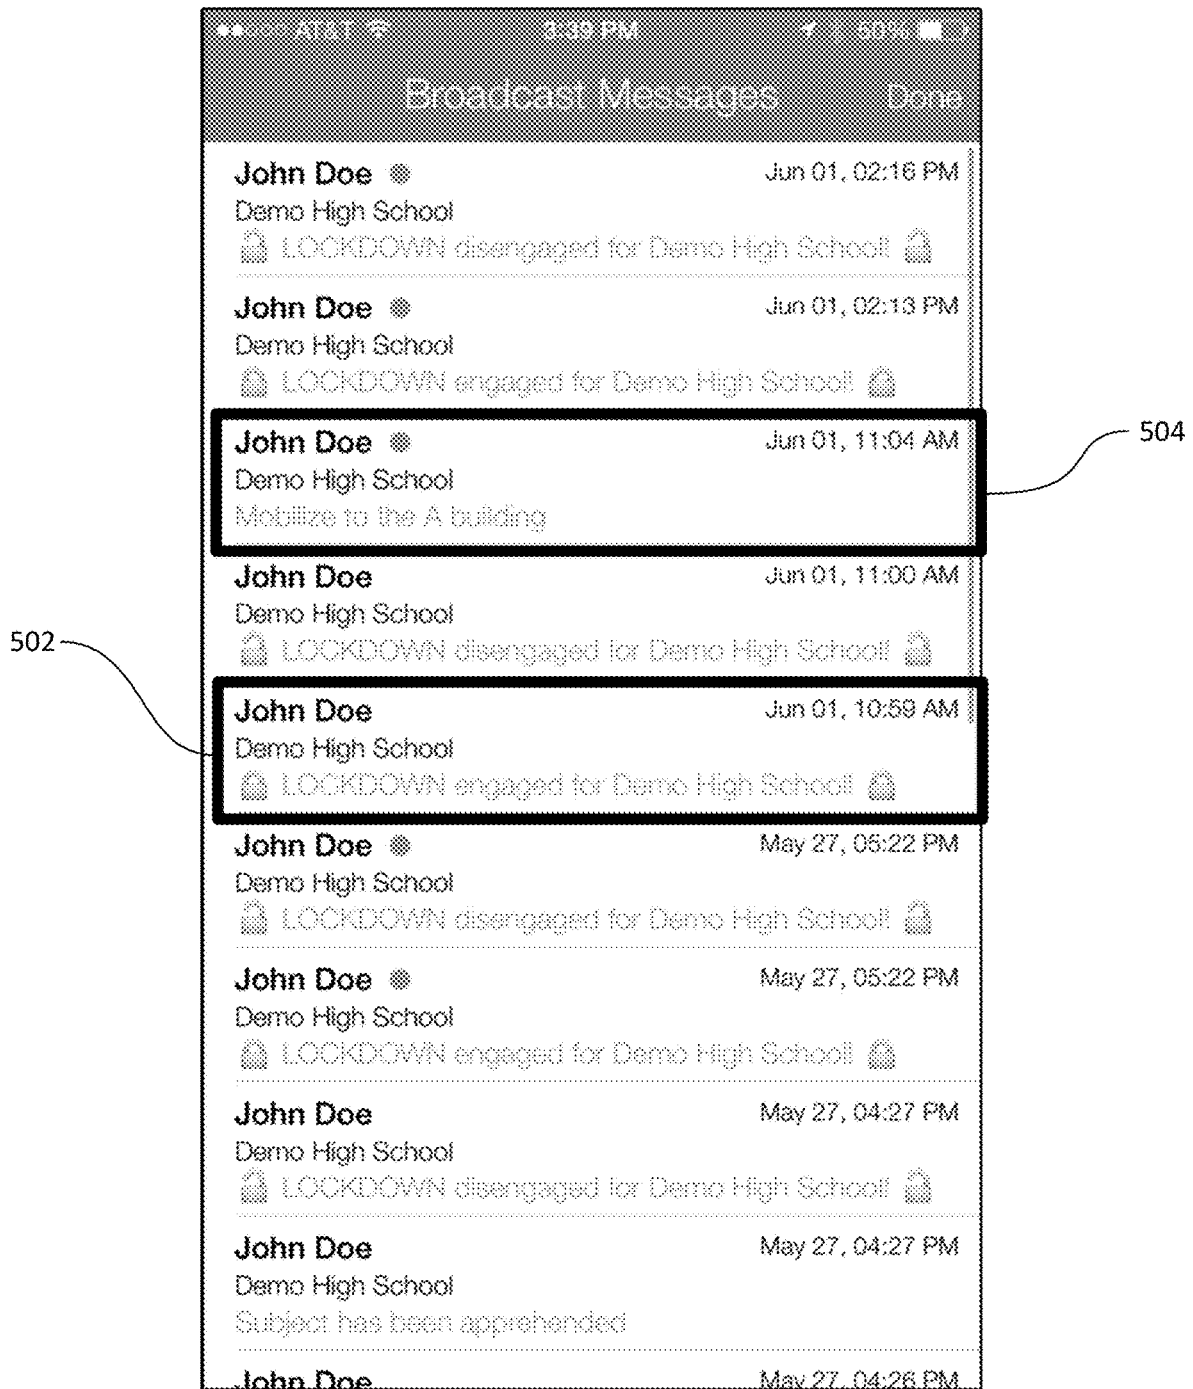 AT&T 3:39 PM 50%
Broadcast Messages Done
John Doe Jun 01, 02:16 PM
Demo High School
LOCKDOWN disengaged for Demo High School!
John Doe Jun 01, 02:13 PM
Demo High School
LOCKDOWN engaged for Demo High School!
John Doe Jun 01, 11:04 AM
504
Demo High School
Mobilize to the A building
John Doe Jun 01, 11:00 AM
Demo High School
502
LOCKDOWN disengaged for Demo High School!
John Doe Jun 01, 10:59 AM
Demo High School
LOCKDOWN engaged for Demo High School!
John Doe May 27, 05:22 PM
Demo High School
LOCKDOWN disengaged for Demo High School!
John Doe May 27, 05:22 PM
Demo High School
LOCKDOWN engaged for Demo High School!
John Doe May 27, 04:27 PM
Demo High School
LOCKDOWN disengaged for Demo High School!
John Doe May 27, 04:27 PM
Demo High School
Subject has been apprehended
John Doe May 27, 04:26 PM